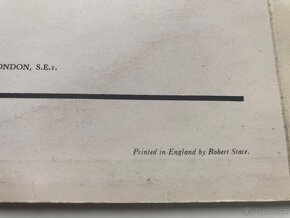 ONDON, S.E.1.
Printed in England by Robert Stace.